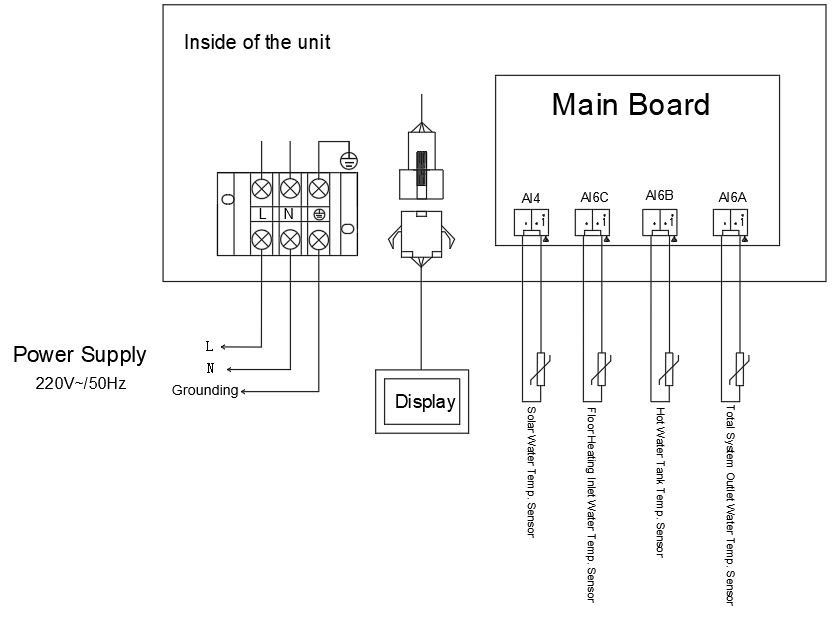 Inside of the unit
Main Board
AI4
AI6C
AI6B
AI6A
L
N
L
N
Grounding
Power Supply
220V~/50Hz
Display
Solar Water Temp. Sensor
Floor Heating Inlet Water Temp. Sensor
Hot Water Tank Temp. Sensor
Total System Outlet Water Temp. Sensor